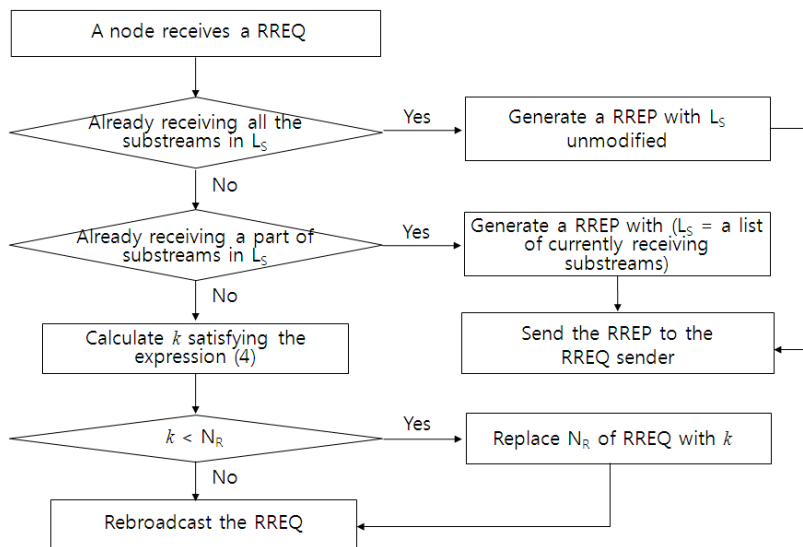 A node receives a RREQ
Already receiving all the
substreams in LS
Yes
Generate a RREP with LS
unmodified
No
Already receiving a part of
substreams in LS
Yes
Generate a RREP with (LS = a list
of currently receiving
substreams)
No
Calculate k satisfying the
expression (4)
Send the RREP to the
RREQ sender
k < NR
Yes
Replace NR of RREQ with k
No
Rebroadcast the RREQ